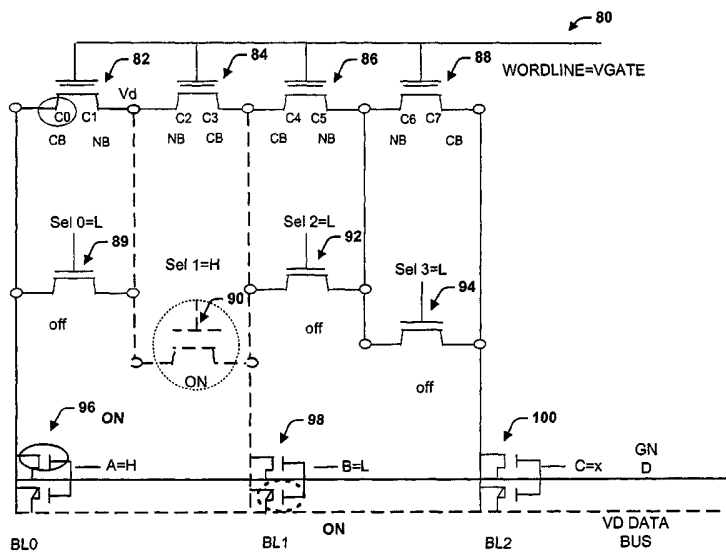 80
82
84
86
88
WORDLINE=VGATE
Vd
C0 C1 C2 C3 C4 C5 C6 C7
CB NB NB CB CB NB NB CB
Sel 0=L
89
Sel 1=H
Sel 2=L
92
Sel 3=L
94
90
off
ON
off
off
96
ON
98
100
A=H
B=L
C=x
GN
D
ON
VD DATA
BUS
BL0
BL1
BL2